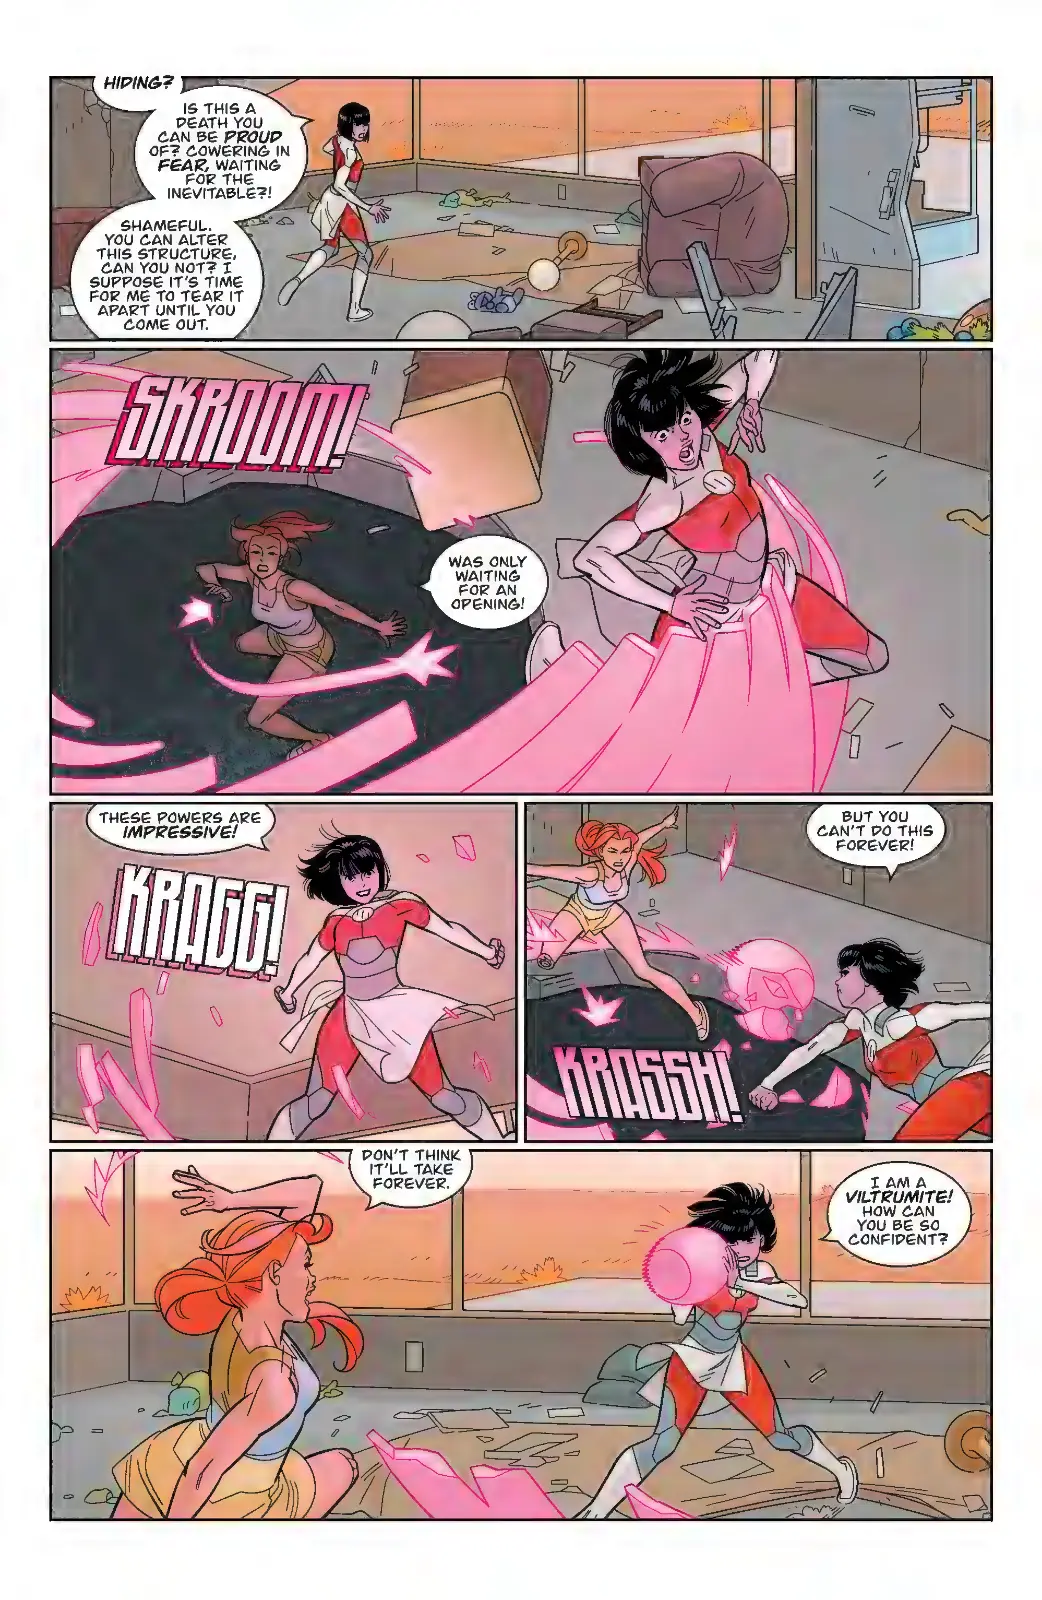 HIDING?
IS THIS A
DEATH YOU
CAN BE PROUD
OF? COWERING IN
FEAR, WAITING
FOR THE
INEVITABLE?!
SHAMEFUL.
YOU CAN ALTER
THIS STRUCTURE,
CAN YOU NOT? I
SUPPOSE IT'S TIME
FOR ME TO TEAR IT
APART UNTIL YOU
COME OUT.
SKROOM!
WAS ONLY
WAITING
FOR AN
OPENING!
THESE POWERS ARE
IMPRESSIVE!
KRAGG!
BUT YOU
CAN'T DO THIS
FOREVER!
KRASSH!
DON'T THINK
IT'LL TAKE
FOREVER.
I AM A
VILTRUMITE!
HOW CAN
YOU BE SO
CONFIDENT?